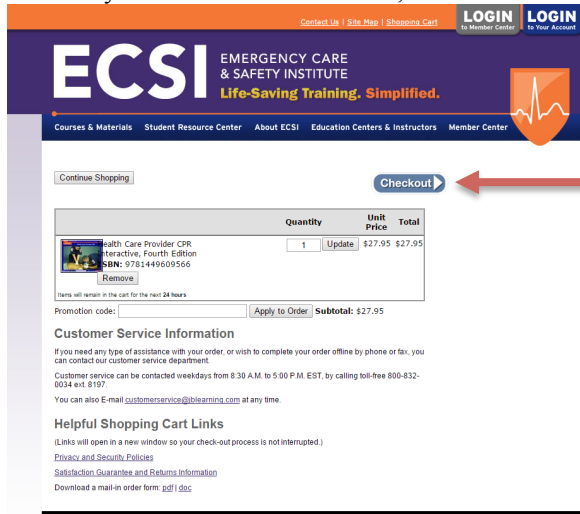 Contact Us | Site Map | Shopping Cart
LOGIN
to Member Center
LOGIN
to Your Account
ECSI
EMERGENCY CARE
& SAFETY INSTITUTE
Life-Saving Training. Simplified.
Courses & Materials Student Resource Center About ECSI Education Centers & Instructors Member Center
Continue Shopping
Checkout
Quantity Unit Price Total
ealth Care Provider CPR
nteractive, Fourth Edition
SBN: 9781449609566
1 Update $27.95 $27.95
Remove
Items will remain in the cart for the next 24 hours
Promotion code: Apply to Order Subtotal: $27.95
Customer Service Information
If you need any type of assistance with your order, or wish to complete your order offline by phone or fax, you
can contact our customer service department.
Customer service can be contacted weekdays from 8:30 A.M. to 5:00 P.M. EST, by calling toll-free 800-832-
0034 ext. 8197.
You can also E-mail customerservice@jblearning.com at any time.
Helpful Shopping Cart Links
(Links will open in a new window so your check-out process is not interrupted.)
Privacy and Security Policies
Satisfaction Guarantee and Returns Information
Download a mail-in order form: pdf | doc